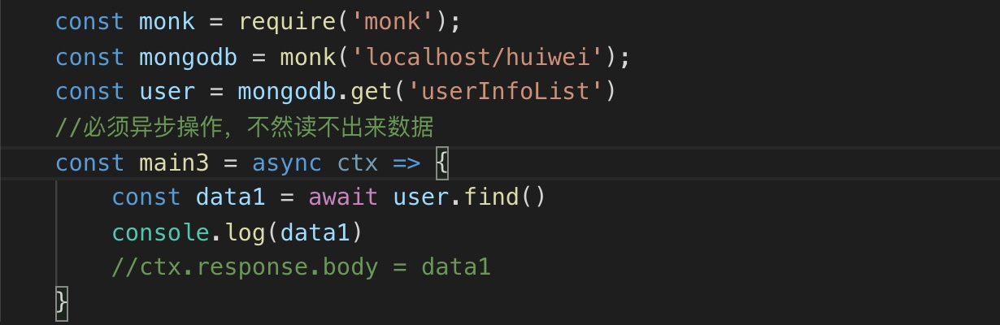 const monk = require('monk');
const mongodb = monk('localhost/huiwei');
const user = mongodb.get('userInfoList')
//必须异步操作，不然读不出来数据
const main3 = async ctx => {
    const data1 = await user.find()
    console.log(data1)
    //ctx.response.body = data1
}